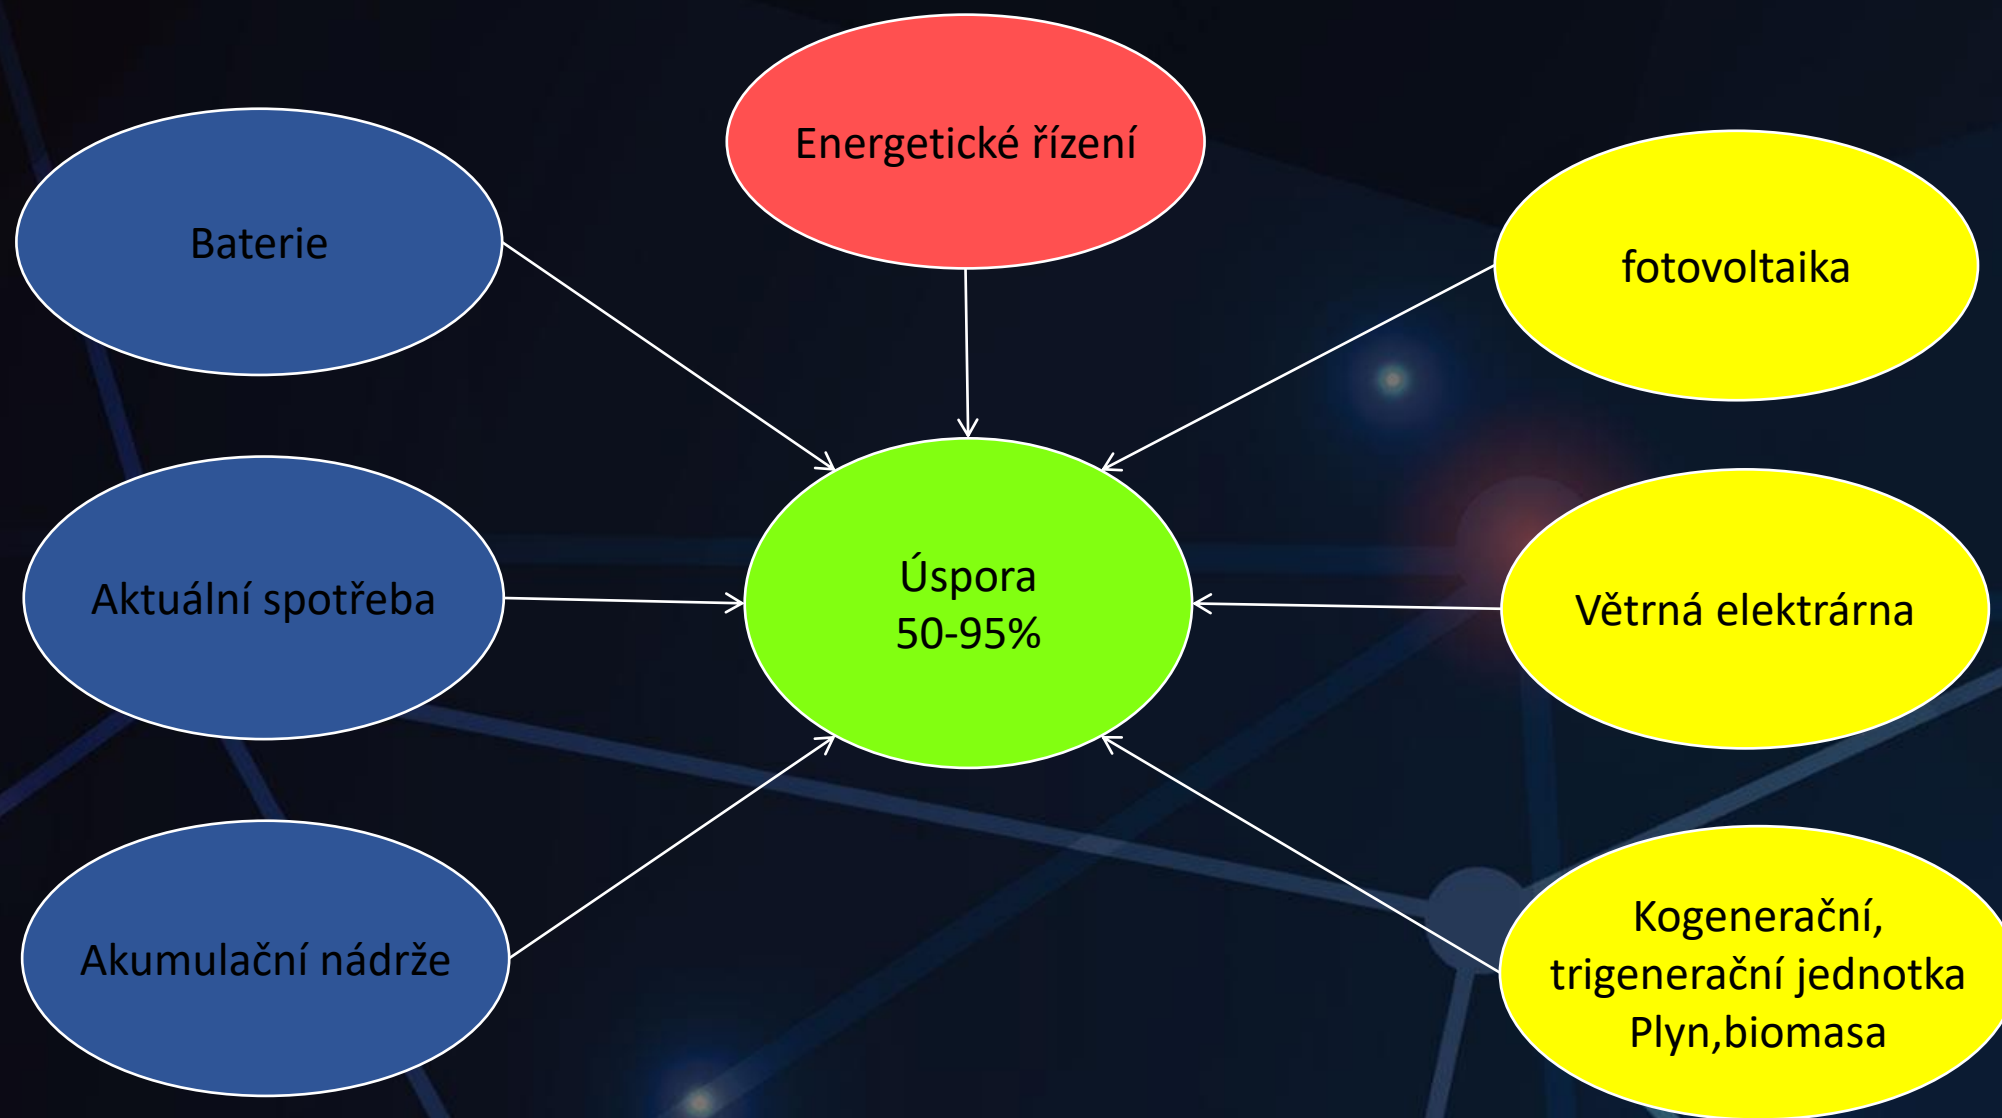 Energetické řízení
Baterie
fotovoltaika
Aktuální spotřeba
Úspora
50-95%
Větrná elektrárna
Akumulační nádrže
Kogenerační,
trigenerační jednotka
Plyn,biomasa